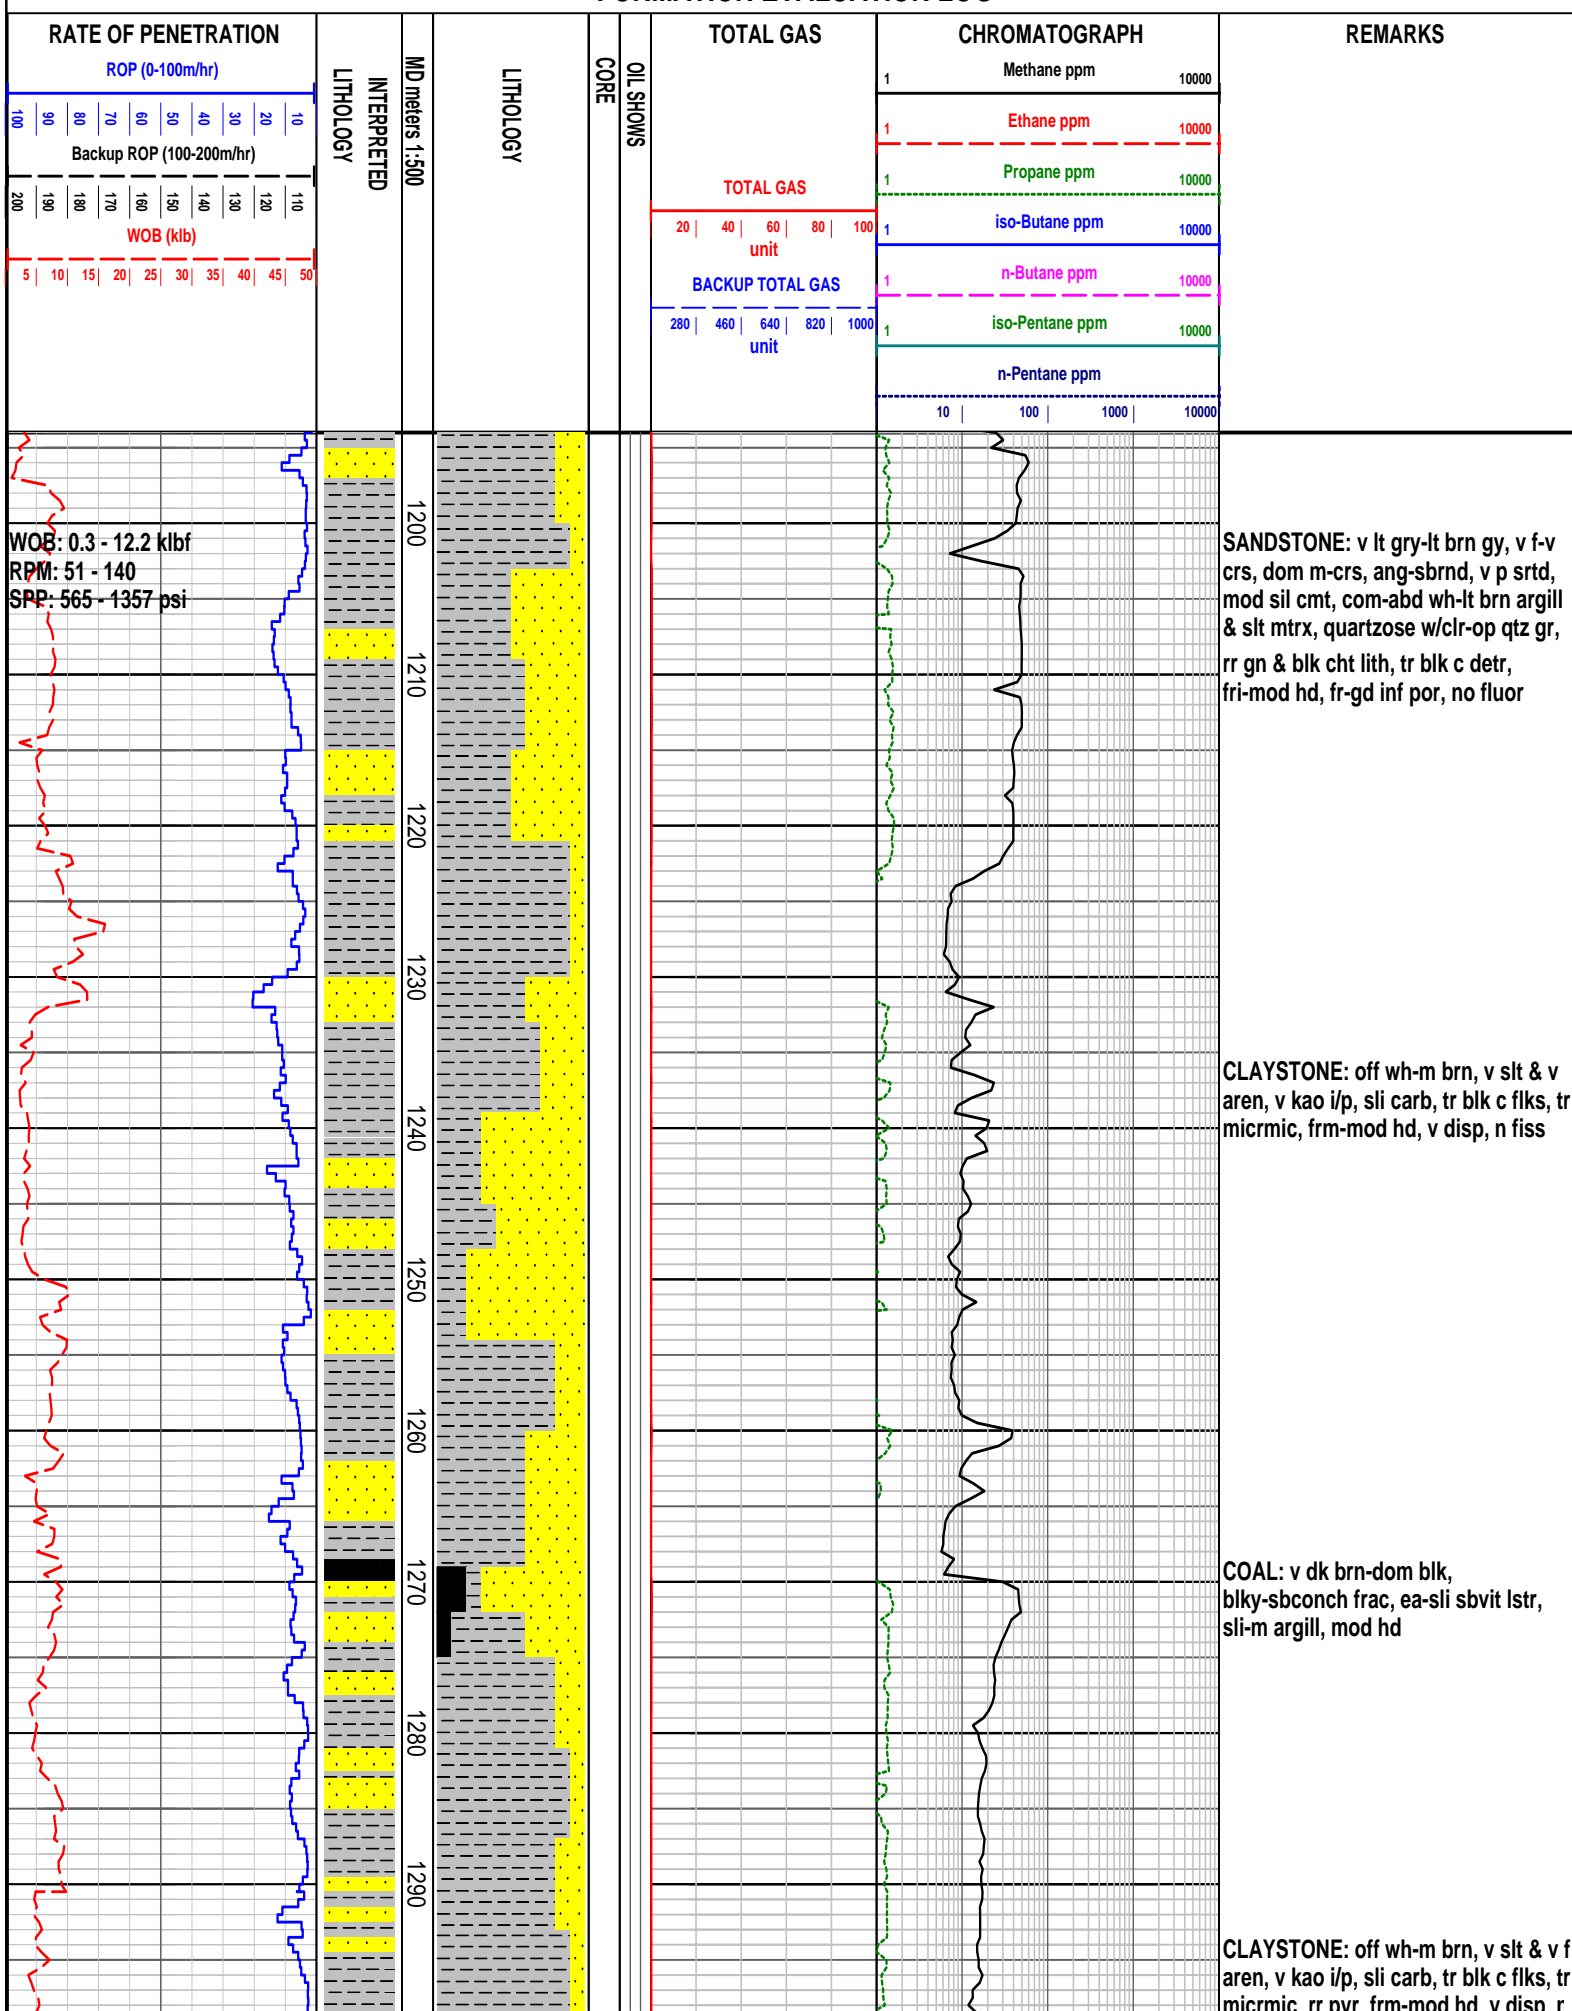 RATE OF PENETRATION
ROP (0-100m/hr)
100 90 80 70 60 50 40 30 20 10
Backup ROP (100-200m/hr)
200 190 180 170 160 150 140 130 120 110
WOB (klb)
5 10 15 20 25 30 35 40 45 50
INTERPRETED
LITHOLOGY
MD meters 1:500
LITHOLOGY
CORE
OIL SHOWS
TOTAL GAS
TOTAL GAS
20 40 60 80 100
unit
BACKUP TOTAL GAS
280 460 640 820 1000
unit
CHROMATOGRAPH
Methane ppm
1 10000
Ethane ppm
1 10000
Propane ppm
1 10000
iso-Butane ppm
1 10000
n-Butane ppm
1 10000
iso-Pentane ppm
1 10000
n-Pentane ppm
10 100 1000 10000
REMARKS
WOB: 0.3 - 12.2 klbf
RPM: 51 - 140
SPP: 565 - 1357 psi
1200
1210
1220
1230
1240
1250
1260
1270
1280
1290
SANDSTONE: v lt gry-lt brn gy, v f-v
crs, dom m-crs, ang-sbrnd, v p srtd,
mod sil cmt, com-abd wh-lt brn argill
& slt mtrx, quartzose w/clr-op qtz gr,
rr gn & blk cht lith, tr blk c detr,
fri-mod hd, fr-gd inf por, no fluor
CLAYSTONE: off wh-m brn, v slt & v
aren, v kao i/p, sli carb, tr blk c flks, tr
micrmic, frm-mod hd, v disp, n fiss
COAL: v dk brn-dom blk,
blky-sbconch frac, ea-sli sbvit lstr,
sli-m argill, mod hd
CLAYSTONE: off wh-m brn, v slt & v f
aren, v kao i/p, sli carb, tr blk c flks, tr
micrmic, rr pyr, frm-mod hd, v disp, n